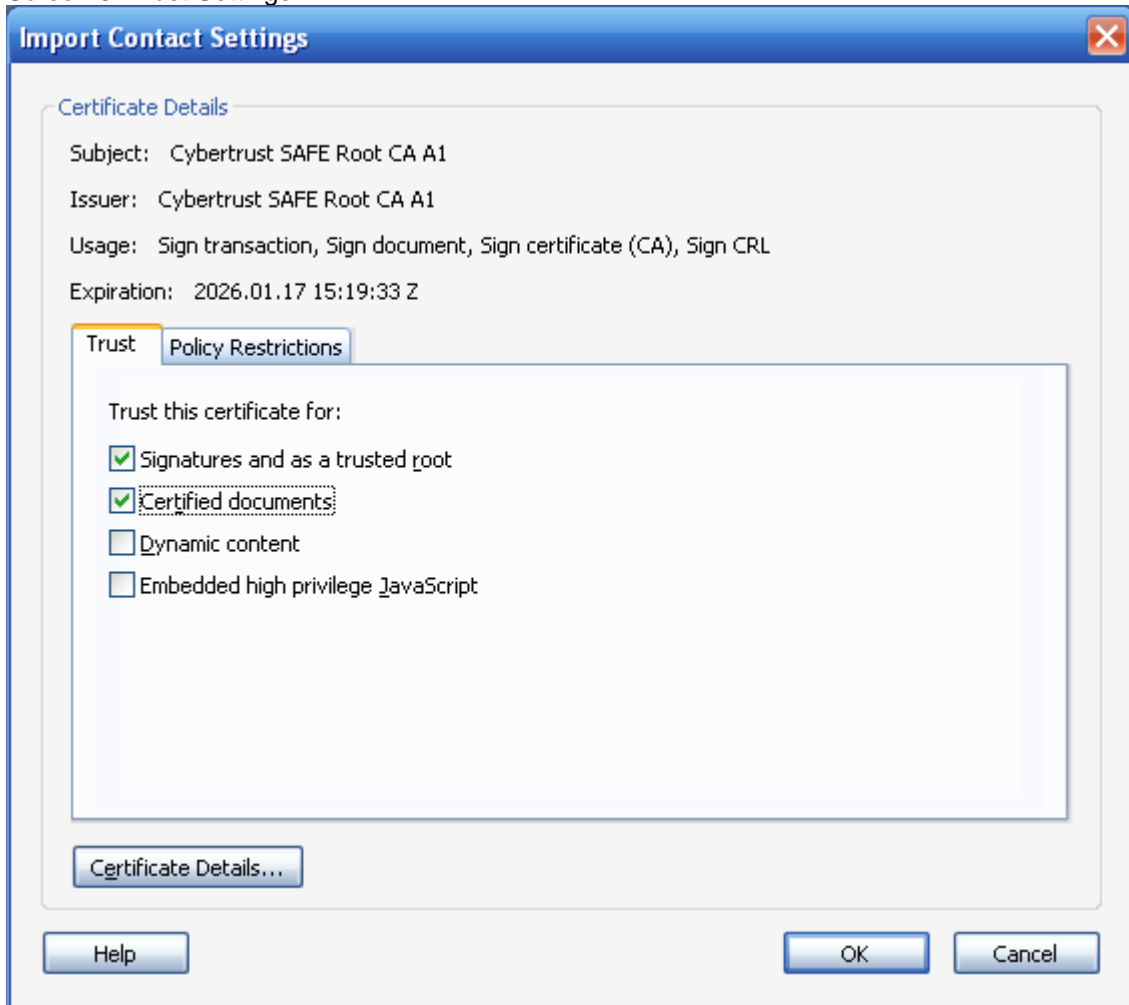 Import Contact Settings
Certificate Details
Subject: Cybertrust SAFE Root CA A1
Issuer: Cybertrust SAFE Root CA A1
Usage: Sign transaction, Sign document, Sign certificate (CA), Sign CRL
Expiration: 2026.01.17 15:19:33 Z
Trust Policy Restrictions
Trust this certificate for:
Signatures and as a trusted root
Certified documents
Dynamic content
Embedded high privilege JavaScript
Certificate Details...
Help OK Cancel